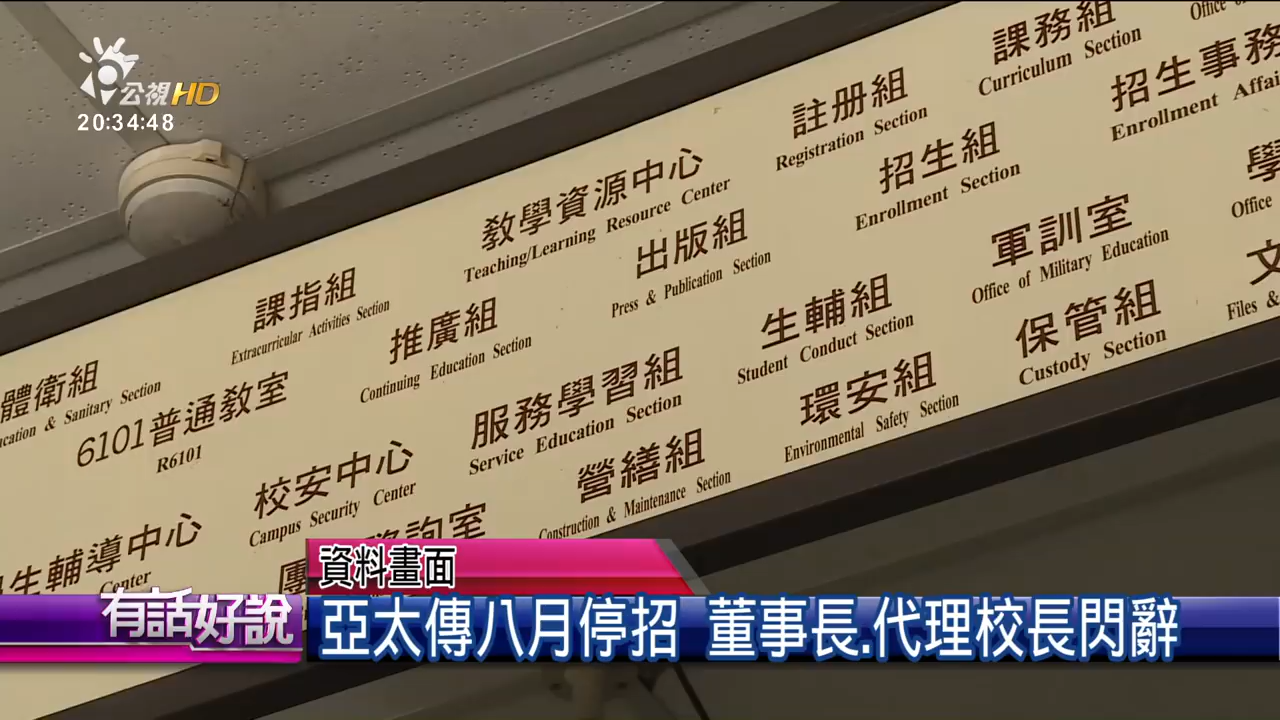 公視HD
20:34:48
課務組
Curriculum Section
招生事務
Enrollment
註册組
Registration Section
招生組
Enrollment Section
教學資源中心
Teaching/Learning Resource Center
出版組
Press & Publication Section
軍訓室
Office of Military Education
Office
課指組
Extracurricular Activities Section
推廣組
Continuing Education Section
生輔組
Student Conduct Section
保管組
Custody Section
Files &
體衛組
& Sanitary Section
6101普通教室
R6101
服務學習組
Service Education Section
環安組
Environmental Safety Section
校安中心
Campus Security Center
營繕組
Construction & Maintenance Section
生輔導中心
Center
資料畫面
有話好說
亞太傳八月停招 董事長.代理校長閃辭